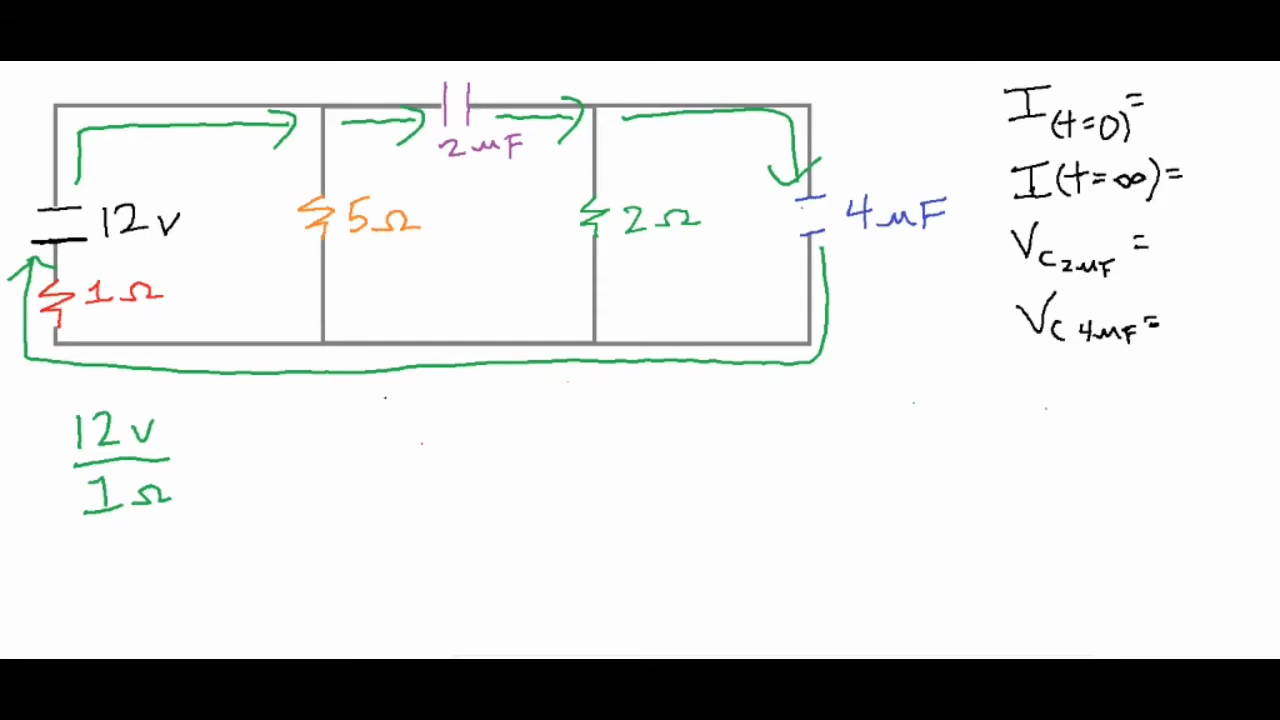 2μF
12v
5Ω
2Ω
4μF
1Ω
12v
1Ω
I(t=0)=
I(t=∞)=
Vc2μF =
Vc4μF =